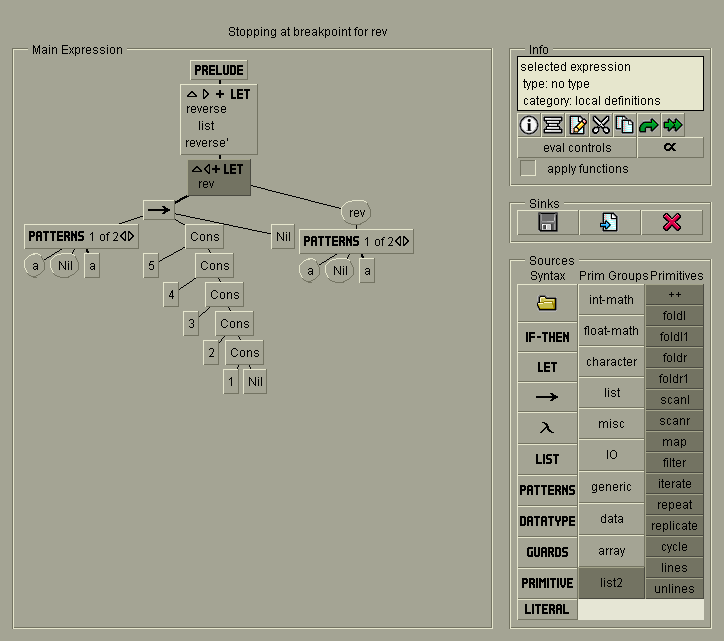 Stopping at breakpoint for rev
Main Expression
PRELUDE
+ LET
reverse
list
reverse'
+ LET
rev
→
rev
PATTERNS 1 of 2
Cons
Nil
PATTERNS 1 of 2
a
Nil
a
5
Cons
a
Nil
a
4
Cons
3
Cons
2
Cons
1
Nil
Info
selected expression
type: no type
category: local definitions
eval controls
∝
apply functions
Sinks
Sources
Syntax
Prim Groups
Primitives
IF-THEN
LET
→
λ
LIST
PATTERNS
DATATYPE
GUARDS
PRIMITIVE
LITERAL
int-math
float-math
character
list
misc
IO
generic
data
array
list2
++
foldl
foldl1
foldr
foldr1
scanl
scanr
map
filter
iterate
repeat
replicate
cycle
lines
unlines